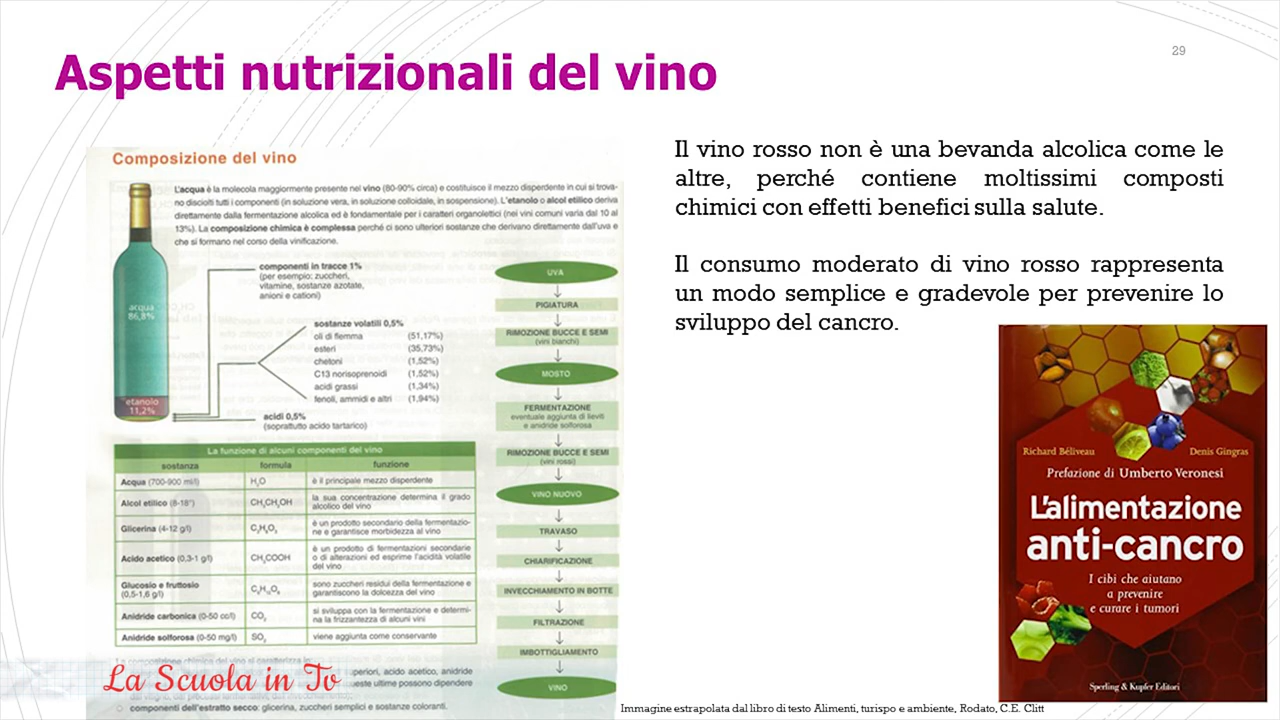 29
Aspetti nutrizionali del vino
Composizione del vino
L'acqua è la molecola maggiormente presente nel vino (80-90% circa) e costituisce il mezzo disperdente in cui si trova-
no disciolti tutti i componenti (in soluzione vera, in soluzione colloidale, in sospensione). L'etanolo o alcol etilico deriva
direttamente dalla fermentazione alcolica ed è fondamentale per i caratteri organolettici (nei vini comuni varia dal 10 al
13%). La composizione chimica è complessa perché ci sono ulteriori sostanze che derivano direttamente dall'uva e
che si formano nel corso della vinificazione.
acqua
86,8%
etanolo
11,2%
componenti in tracce 1%
(per esempio: zuccheri,
vitamine, sostanze azotate,
anioni e cationi)
sostanze volatili 0,5%
oli di flemma (51,17%)
esteri (35,73%)
chetoni (1,52%)
C13 norisoprenoidi (1,52%)
acidi grassi (1,34%)
fenoli, ammidi e altri (1,94%)
acidi 0,5%
(soprattutto acido tartarico)
La funzione di alcuni componenti del vino
sostanza formula funzione
Acqua (700-900 ml/l) H₂O è il principale mezzo disperdente
Alcol etilico (8-18°) CH₃CH₂OH la sua concentrazione determina il grado
alcolico del vino
Glicerina (4-12 g/l) C₃H₈O₃ è un prodotto secondario della fermentazio-
ne e garantisce morbidezza al vino
Acido acetico (0,3-1 g/l) CH₃COOH è un prodotto di fermentazioni secondarie
o di alterazioni ed esprime l'acidità volatile
del vino
Glucosio e fruttosio
(0,5-1,6 g/l) C₆H₁₂O₆ sono zuccheri residui della fermentazione e
garantiscono la dolcezza del vino
Anidride carbonica (0-50 cc/l) CO₂ si sviluppa con la fermentazione e determi-
na la frizzantezza di alcuni vini
Anidride solforosa (0-50 mg/l) SO₂ viene aggiunta come conservante
La Scuola in Tv
periori, acido acetico, anidride
ueste ultime possono dipendere
componenti dell'estratto secco: glicerina, zuccheri semplici e sostanze coloranti.
UVA
PIGIATURA
RIMOZIONE BUCCE E SEMI
(vini bianchi)
MOSTO
FERMENTAZIONE
eventuale aggiunta di lieviti
e anidride solforosa
RIMOZIONE BUCCE E SEMI
(vini rossi)
VINO NUOVO
TRAVASO
CHIARIFICAZIONE
INVECCHIAMENTO IN BOTTE
FILTRAZIONE
IMBOTTIGLIAMENTO
VINO
Il vino rosso non è una bevanda alcolica come le
altre, perché contiene moltissimi composti
chimici con effetti benefici sulla salute.
Il consumo moderato di vino rosso rappresenta
un modo semplice e gradevole per prevenire lo
sviluppo del cancro.
Richard Béliveau Denis Gingras
Prefazione di Umberto Veronesi
L'alimentazione
anti-cancro
I cibi che aiutano
a prevenire
e curare i tumori
Sperling & Kupfer Editori
Immagine estrapolata dal libro di testo Alimenti, turispo e ambiente, Rodato, C.E. Clitt